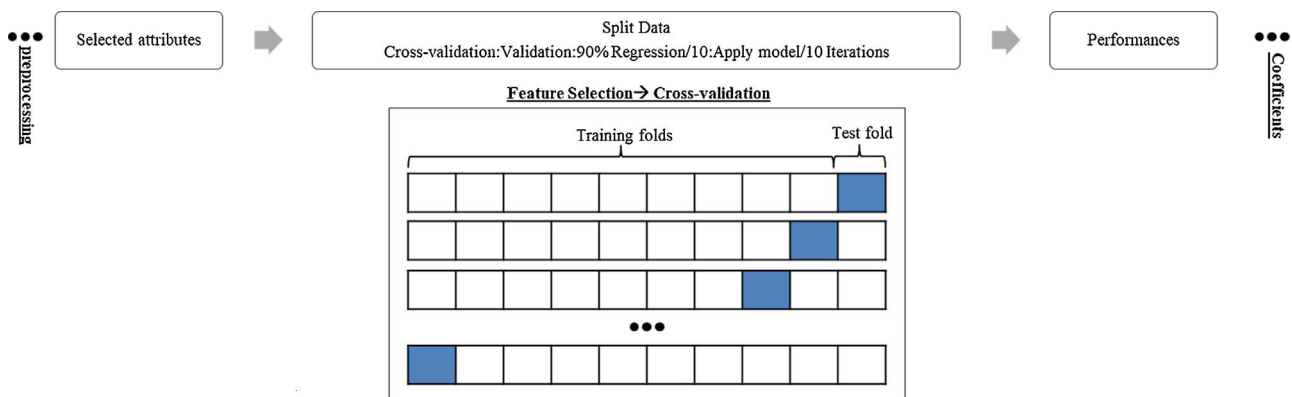 preprocessing
Selected attributes
Split Data
Cross-validation:Validation:90% Regression/10:Apply model/10 Iterations
Performances
Coefficients
Feature Selection→ Cross-validation
Training folds
Test fold